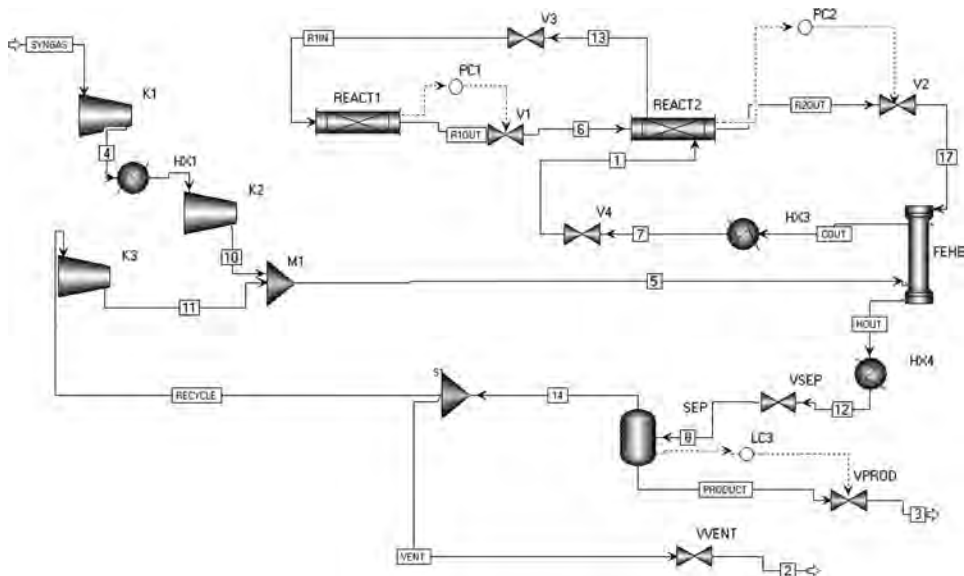 SYNGAS
K1
4
HX1
K2
10
K3
11
M1
R1IN
V3
13
REACT1
PC1
R1OUT
V1
6
REACT2
PC2
R2OUT
V2
17
1
V4
7
HX3
COUT
FEHE
5
HOUT
HX4
12
VSEP
8
SEP
14
S
RECYCLE
LC3
PRODUCT
VPROD
3
VENT
VVENT
2